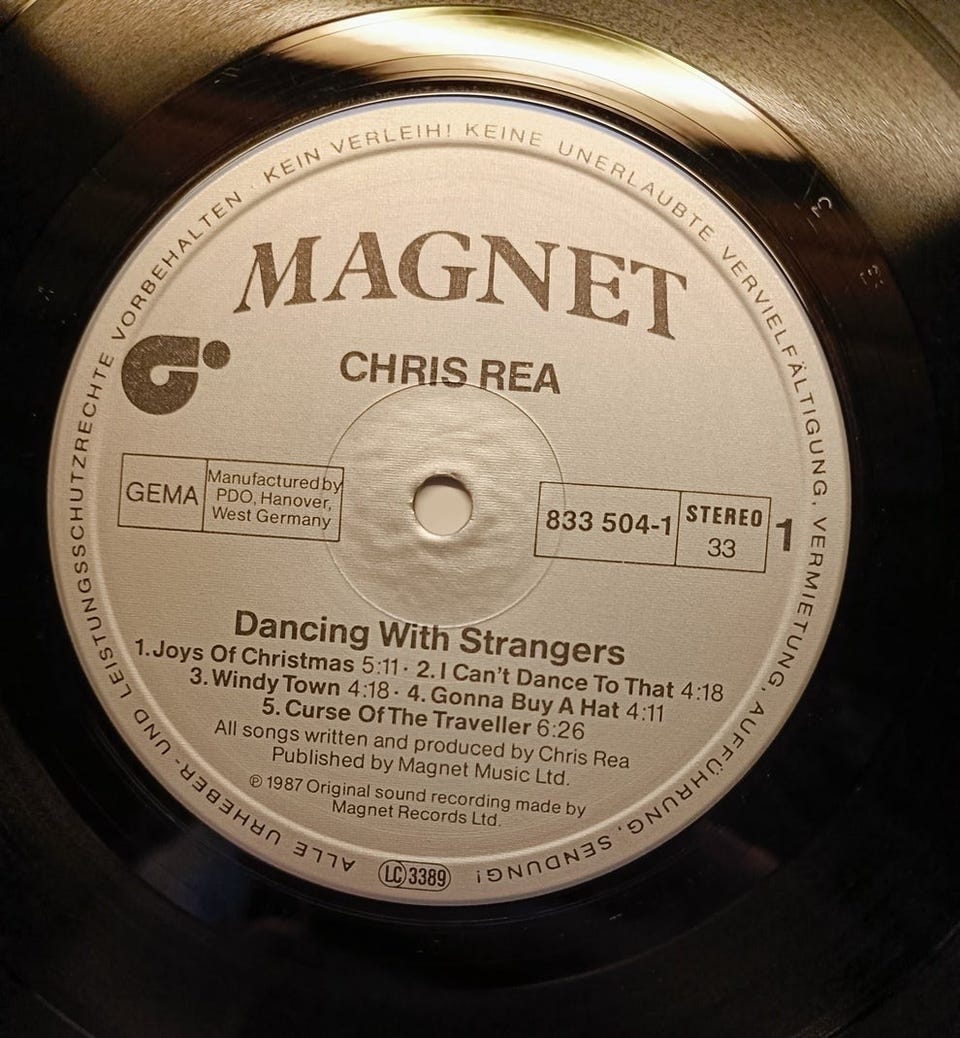 ALLE URHEBER- UND LEISTUNGSSCHUTZRECHTE VORBEHALTEN · KEIN VERLEIH! KEINE UNERLAUBTE VERVIELFÄLTIGUNG, VERMIETUNG, AUFFÜHRUNG, SENDUNG!
MAGNET
CHRIS REA
GEMA
Manufactured by
PDO, Hanover,
West Germany
833 504-1
STEREO
33
1
Dancing With Strangers
1. Joys Of Christmas 5:11 · 2. I Can't Dance To That 4:18
3. Windy Town 4:18 · 4. Gonna Buy A Hat 4:11
5. Curse Of The Traveller 6:26
All songs written and produced by Chris Rea
Published by Magnet Music Ltd.
℗ 1987 Original sound recording made by
Magnet Records Ltd.
LC 3389